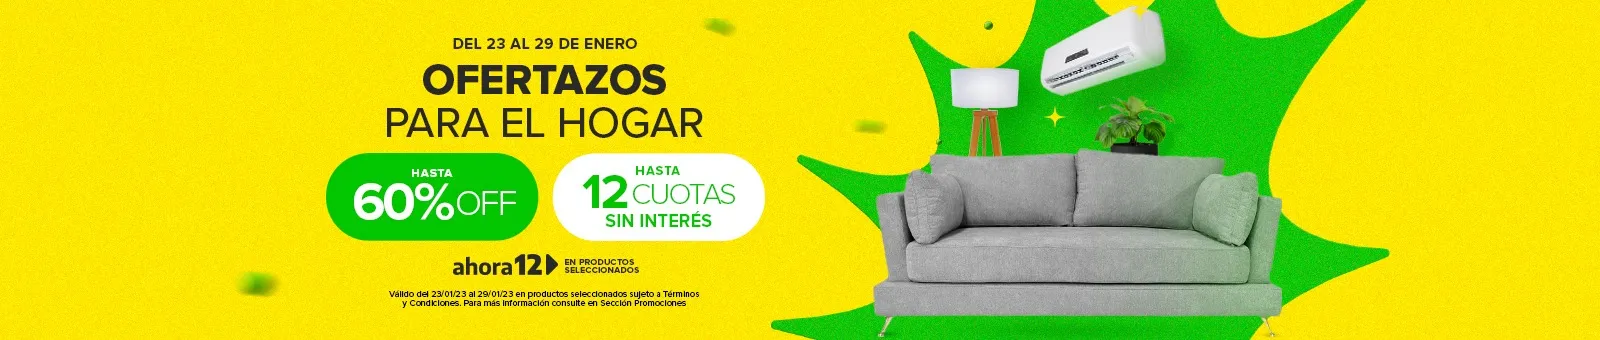 DEL 23 AL 29 DE ENERO
OFERTAZOS
PARA EL HOGAR
HASTA
60%OFF
HASTA
12 CUOTAS
SIN INTERÉS
ahora12
EN PRODUCTOS
SELECCIONADOS
Válido del 23/01/23 al 29/01/23 en productos seleccionados sujeto a Términos
y Condiciones. Para más información consulte en Sección Promociones